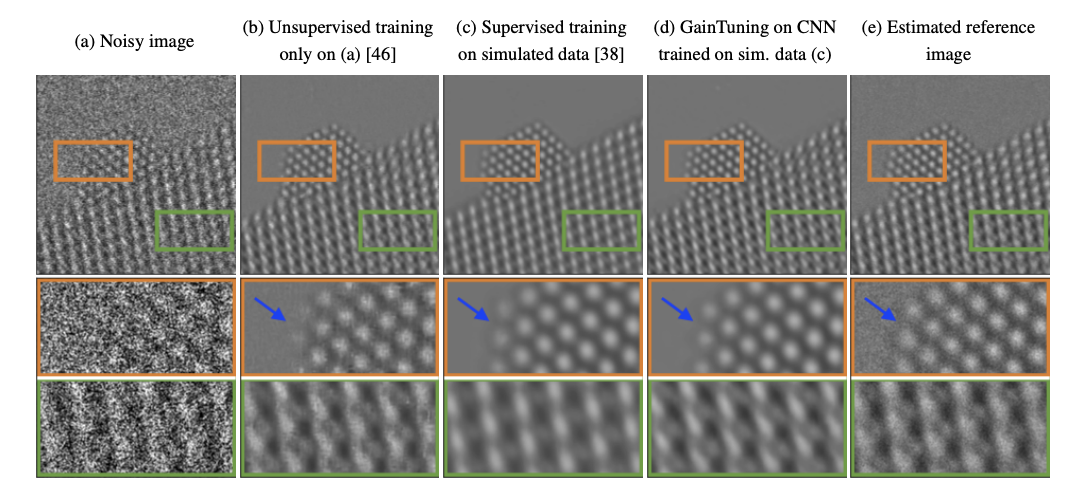 (a) Noisy image
(b) Unsupervised training
only on (a) [46]
(c) Supervised training
on simulated data [38]
(d) GainTuning on CNN
trained on sim. data (c)
(e) Estimated reference
image